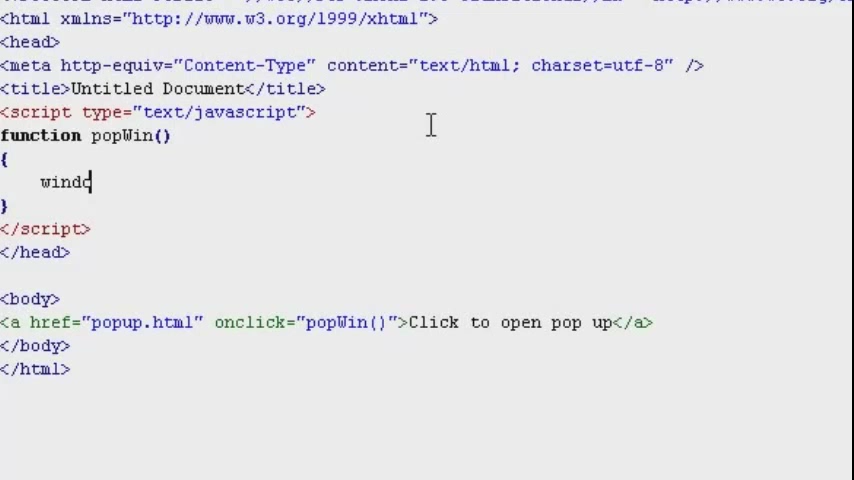 <html xmlns="http://www.w3.org/1999/xhtml">
<head>
<meta http-equiv="Content-Type" content="text/html; charset=utf-8" />
<title>Untitled Document</title>
<script type="text/javascript">
function popWin()
{
windo
}
</script>
</head>
<body>
<a href="popup.html" onclick="popWin()">Click to open pop up</a>
</body>
</html>